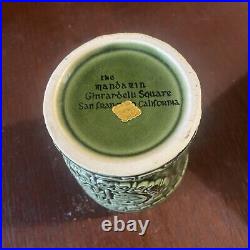 the
mandarin
Ghirardelli Square
San Francisco California